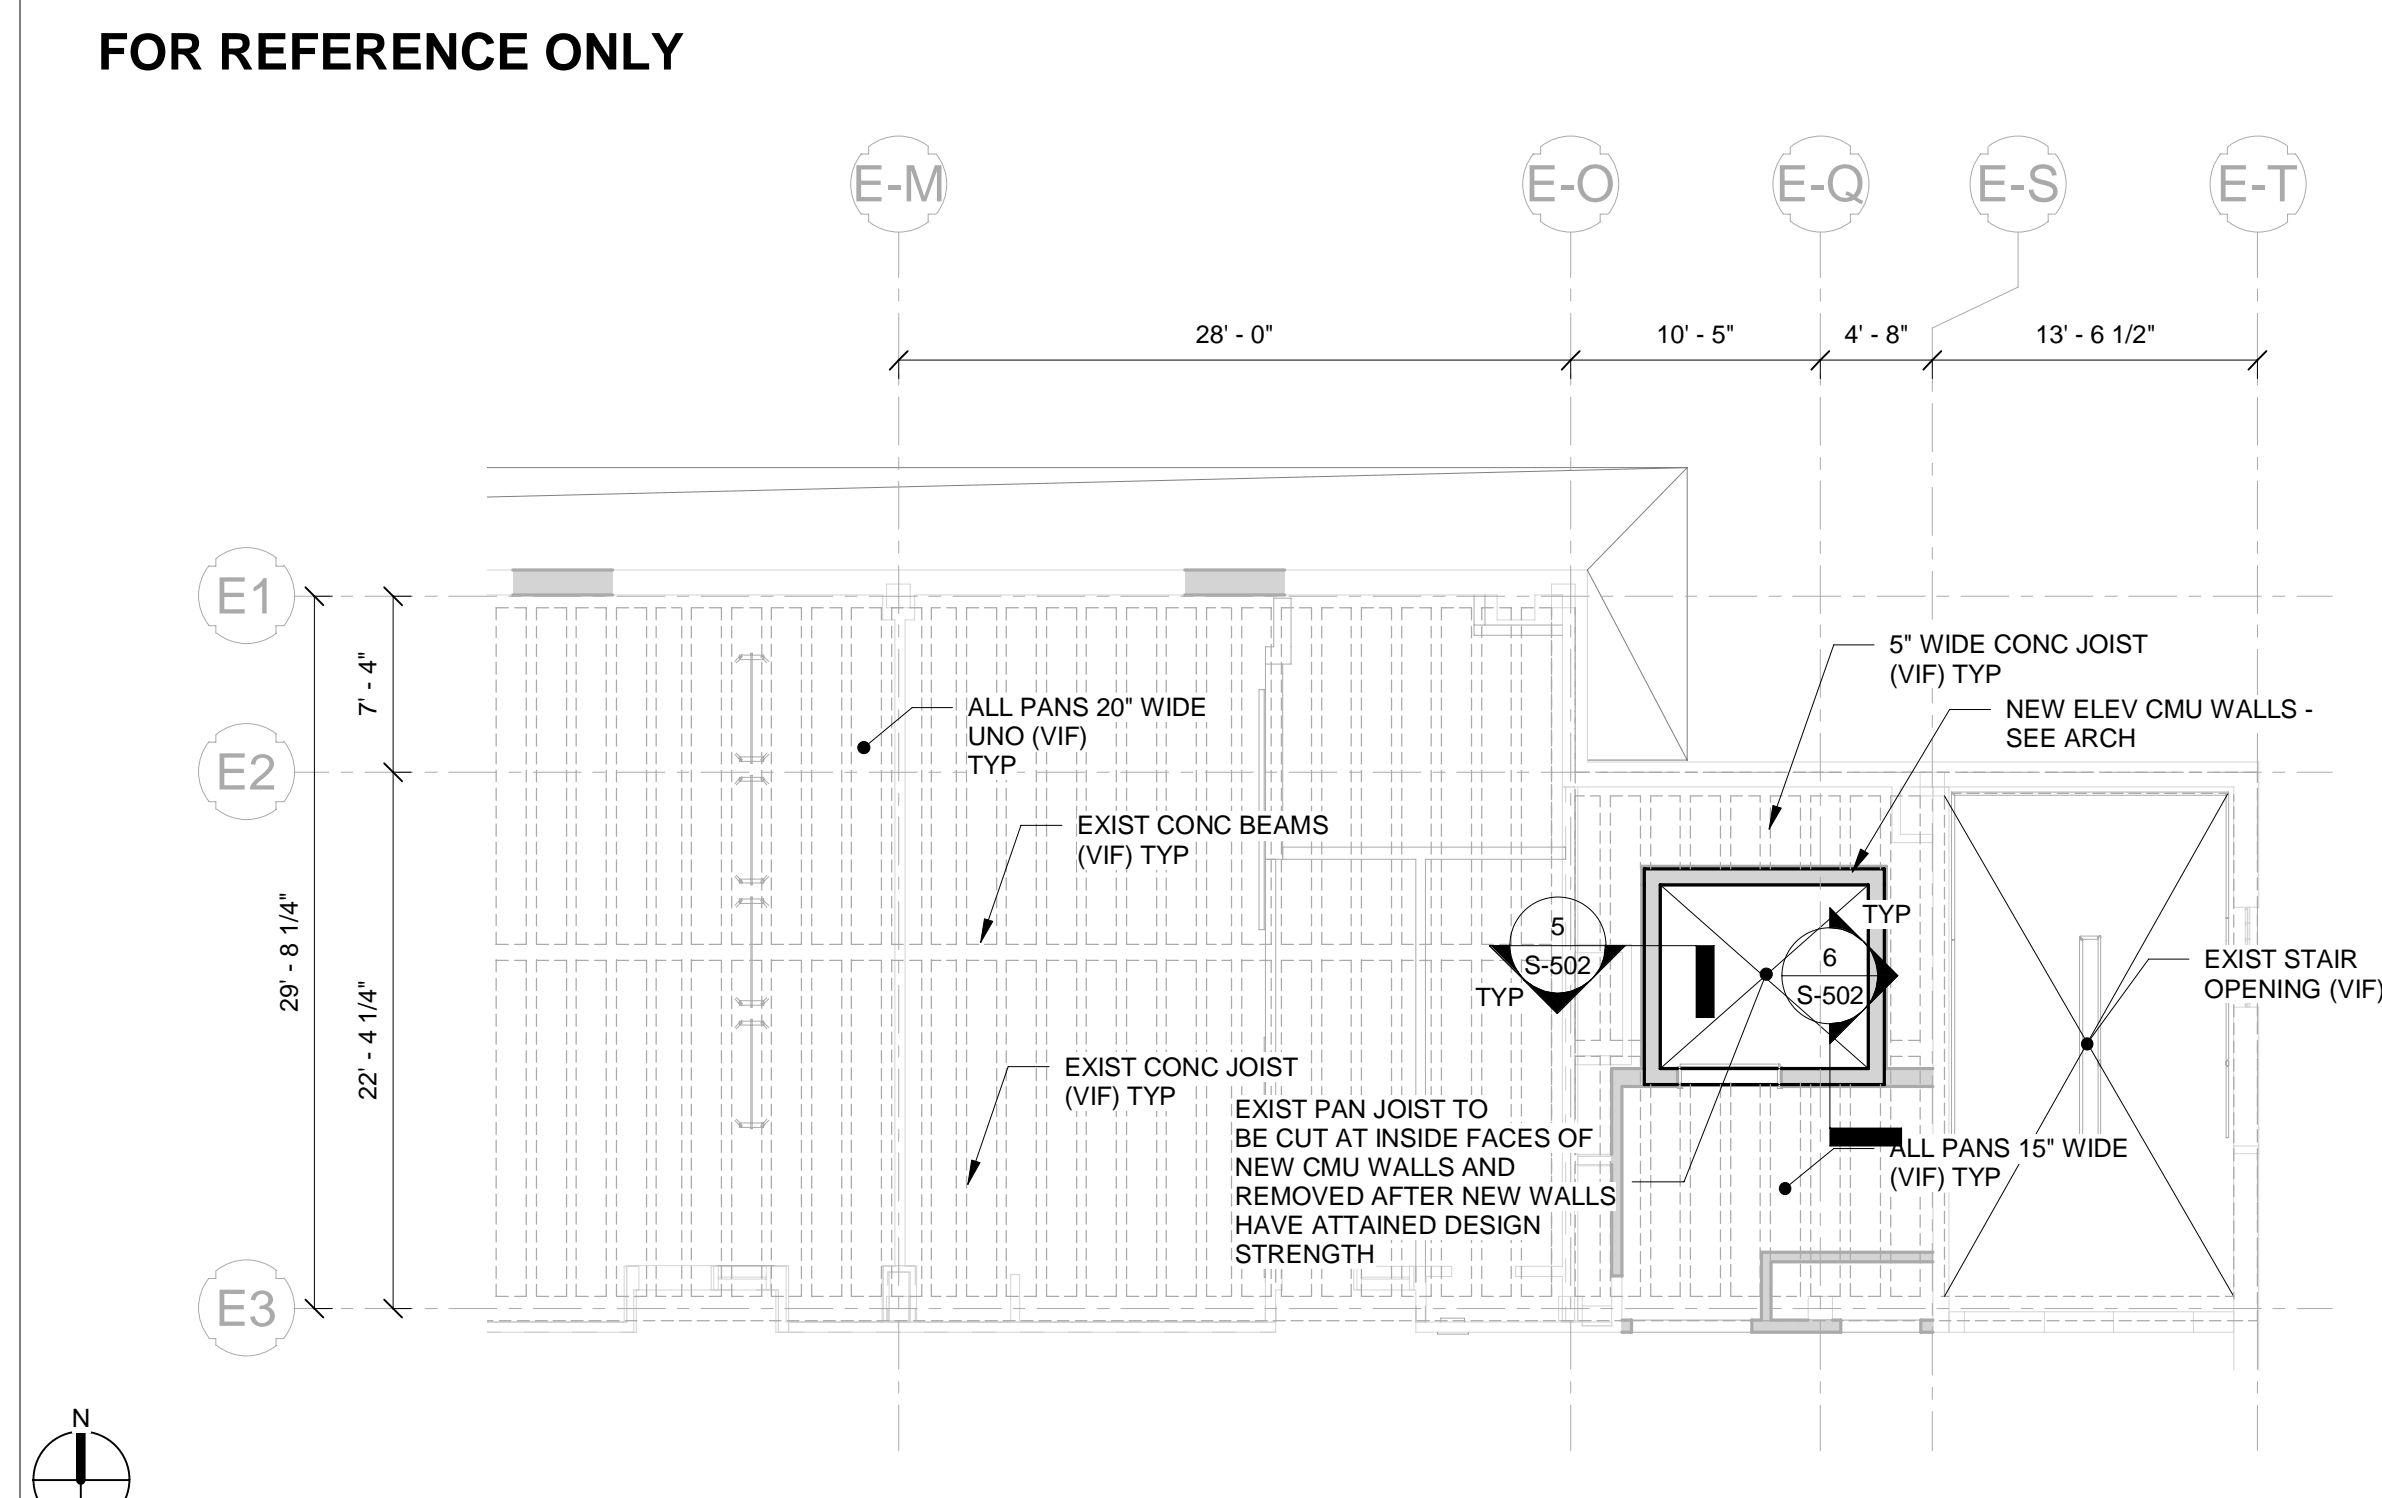 FOR REFERENCE ONLY
E-M
E-O
E-Q
E-S
E-T
28' - 0"
10' - 5"
4' - 8"
13' - 6 1/2"
E1
E2
E3
7' - 4"
29' - 8 1/4"
22' - 4 1/4"
5" WIDE CONC JOIST
(VIF) TYP
NEW ELEV CMU WALLS -
SEE ARCH
ALL PANS 20" WIDE
UNO (VIF)
TYP
EXIST CONC BEAMS
(VIF) TYP
5
S-502
TYP
TYP
6
S-502
EXIST STAIR
OPENING (VIF)
EXIST CONC JOIST
(VIF) TYP
EXIST PAN JOIST TO
BE CUT AT INSIDE FACES OF
NEW CMU WALLS AND
REMOVED AFTER NEW WALLS
HAVE ATTAINED DESIGN
STRENGTH
ALL PANS 15" WIDE
(VIF) TYP
N